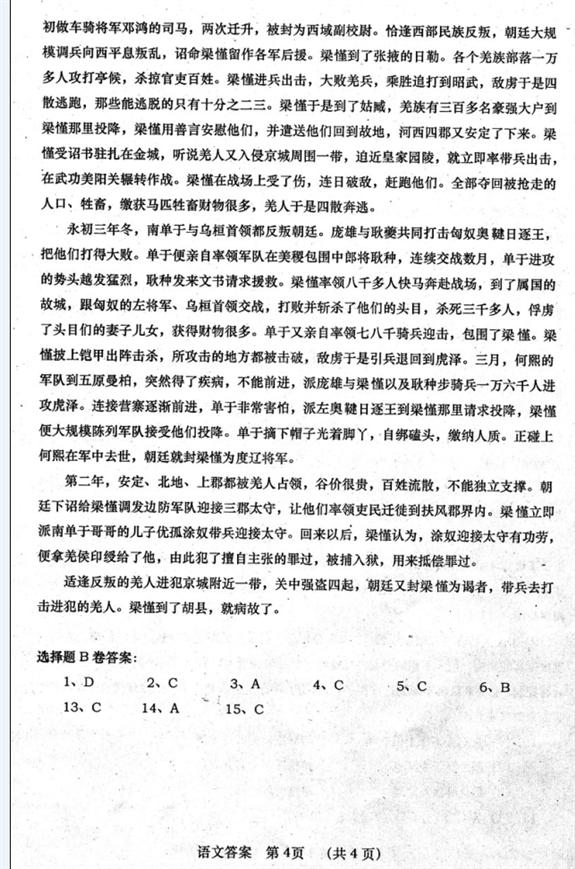 初做车骑将军邓鸿的司马，两次迁升，被封为西域副校尉。恰逢西部民族反叛，朝廷大规
模调兵向西平息叛乱，诏命梁慬留作各军后援。梁慬到了张掖的日勒。各个羌族部落一万
多人攻打亭候，杀掠官吏百姓。梁慬进兵出击，大败羌兵，乘胜追打到昭武，敌虏于是四
散逃跑，那些能逃脱的只有十分之二三。梁慬于是到了姑臧，羌族有三百多名豪强大户到
梁慬那里投降，梁慬用善言安慰他们，并遣送他们回到故地，河西四郡又安定了下来。梁
慬受诏书驻扎在金城，听说羌人又入侵京城周围一带，迫近皇家园陵，就立即率带兵出击，
在武功美阳关辗转作战。梁慬在战场上受了伤，连日破敌，赶跑他们。全部夺回被抢走的
人口、牲畜，缴获马匹牲畜财物很多，羌人于是四散奔逃。
永初三年冬，南单于与乌桓首领都反叛朝廷。庞雄与耿夔共同打击匈奴奥鞬日逐王，
把他们打得大败。单于便亲自率领军队在美稷包围中郎将耿种，连续交战数月，单于进攻
的势头越发猛烈，耿种发来文书请求援救。梁慬率领八千多人快马奔赴战场，到了属国的
故城，跟匈奴的左将军、乌桓首领交战，打败并斩杀了他们的头目，杀死三千多人，俘虏
了头目们的妻子儿女，获得财物很多。单于又亲自率领七八千骑兵迎击，包围了梁慬。梁
慬披上铠甲出阵击杀，所攻击的地方都被击破，敌虏于是引兵退回到虎泽。三月，何熙的
军队到五原曼柏，突然得了疾病，不能前进，派庞雄与梁慬以及耿种步骑兵一万六千人进
攻虎泽。连接营寨逐渐前进，单于非常害怕，派左奥鞬日逐王到梁慬那里请求投降，梁慬
便大规模陈列军队接受他们投降。单于摘下帽子光着脚丫，自绑磕头，缴纳人质。正碰上
何熙在军中去世，朝廷就封梁慬为度辽将军。
第二年，安定、北地、上郡都被羌人占领，谷价很贵，百姓流散，不能独立支撑。朝
廷下诏给梁慬调发边防军队迎接三郡太守，让他们率领吏民迁徙到扶风郡界内。梁慬立即
派南单于哥哥的儿子优孤涂奴带兵迎接太守。回来以后，梁慬认为，涂奴迎接太守有功劳，
便拿羌侯印绶给了他，由此犯了擅自主张的罪过，被捕入狱，用来抵偿罪过。
适逢反叛的羌人进犯京城附近一带，关中强盗四起，朝廷又封梁慬为谒者，带兵去打
击进犯的羌人。梁慬到了胡县，就病故了。
选择题 B 卷答案：
1、D 2、C 3、A 4、C 5、C 6、B
13、C 14、A 15、C
语文答案 第4页 （共4页）